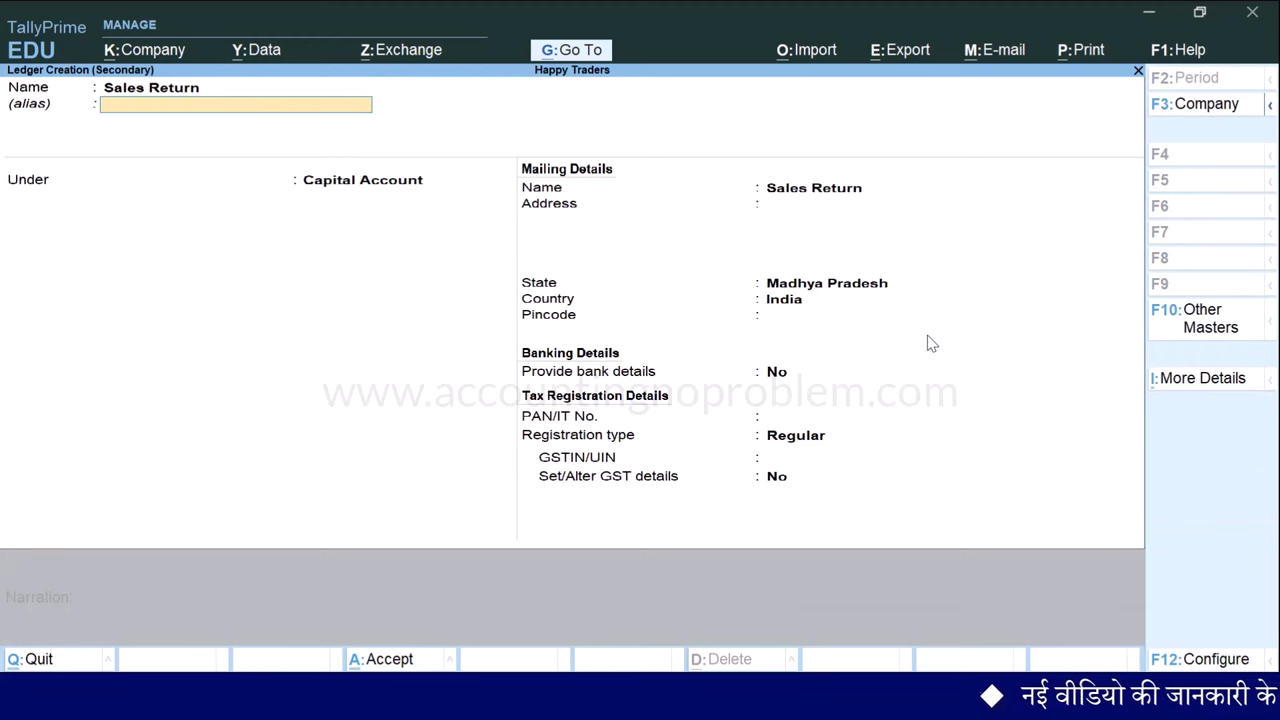 TallyPrime
EDU
MANAGE
K:Company Y:Data Z:Exchange G:Go To O:Import E:Export M:E-mail P:Print F1:Help
Ledger Creation (Secondary) Happy Traders
Name : Sales Return
(alias) :
Under : Capital Account
Mailing Details
Name : Sales Return
Address :
State : Madhya Pradesh
Country : India
Pincode :
Banking Details
Provide bank details : No
www.accountingnoproblem.com
Tax Registration Details
PAN/IT No. :
Registration type : Regular
GSTIN/UIN :
Set/Alter GST details : No
Narration:
F2:Period
F3:Company
F4
F5
F6
F7
F8
F9
F10:Other
Masters
I:More Details
Q:Quit A:Accept D:Delete F12:Configure
नई वीडियो की जानकारी के